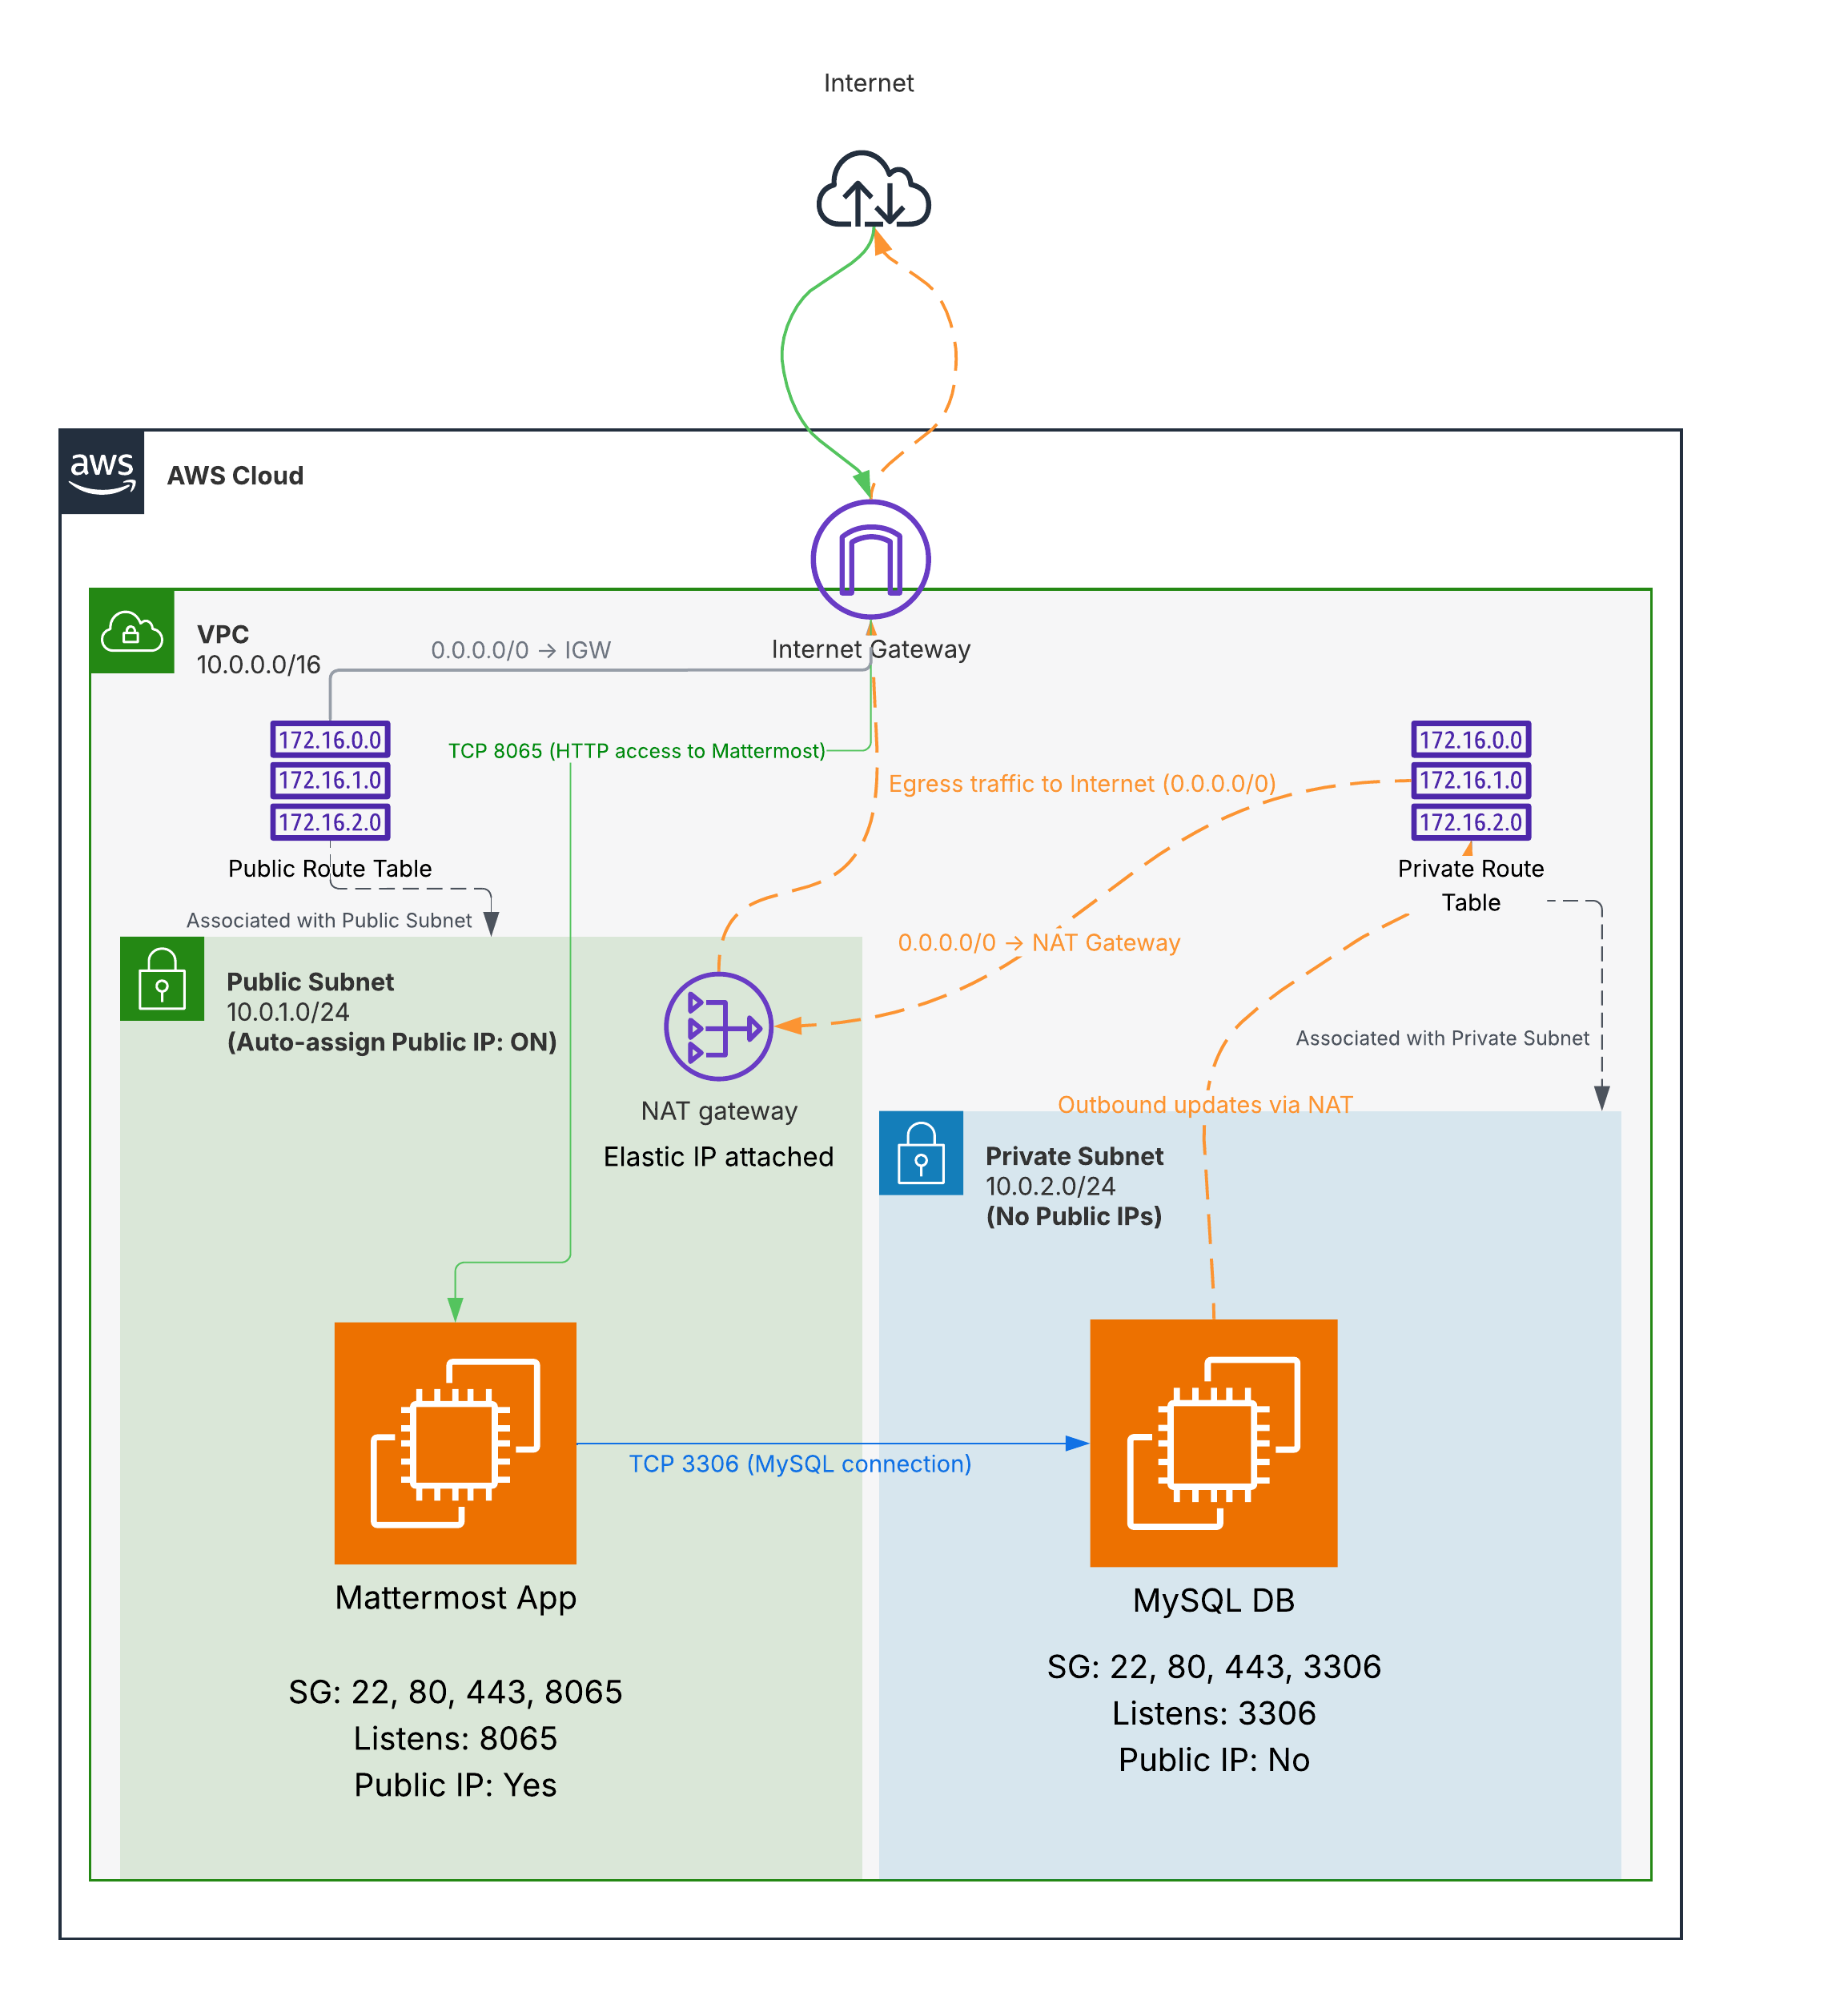 Internet
aws
AWS Cloud
VPC
10.0.0.0/16
0.0.0.0/0 → IGW
Internet Gateway
172.16.0.0
172.16.1.0
172.16.2.0
Public Route Table
TCP 8065 (HTTP access to Mattermost)
Egress traffic to Internet (0.0.0.0/0)
172.16.0.0
172.16.1.0
172.16.2.0
Private Route
Table
Associated with Public Subnet
0.0.0.0/0 → NAT Gateway
Public Subnet
10.0.1.0/24
(Auto-assign Public IP: ON)
NAT gateway
Elastic IP attached
Associated with Private Subnet
Outbound updates via NAT
Private Subnet
10.0.2.0/24
(No Public IPs)
TCP 3306 (MySQL connection)
Mattermost App
SG: 22, 80, 443, 8065
Listens: 8065
Public IP: Yes
MySQL DB
SG: 22, 80, 443, 3306
Listens: 3306
Public IP: No